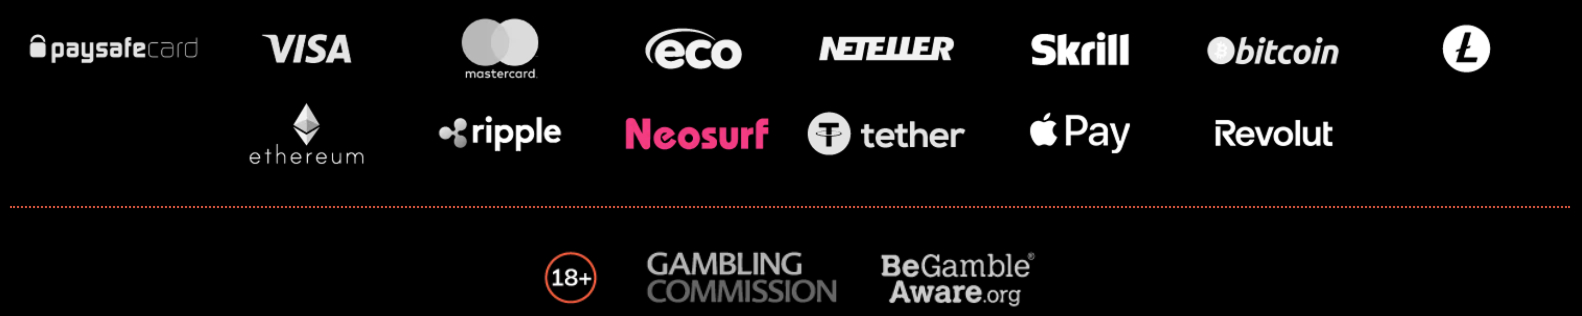 paysafecard
VISA
mastercard.
eco
NETELLER
Skrill
bitcoin
ethereum
ripple
Neosurf
tether
Pay
Revolut
18+
GAMBLING
COMMISSION
BeGamble®
Aware.org